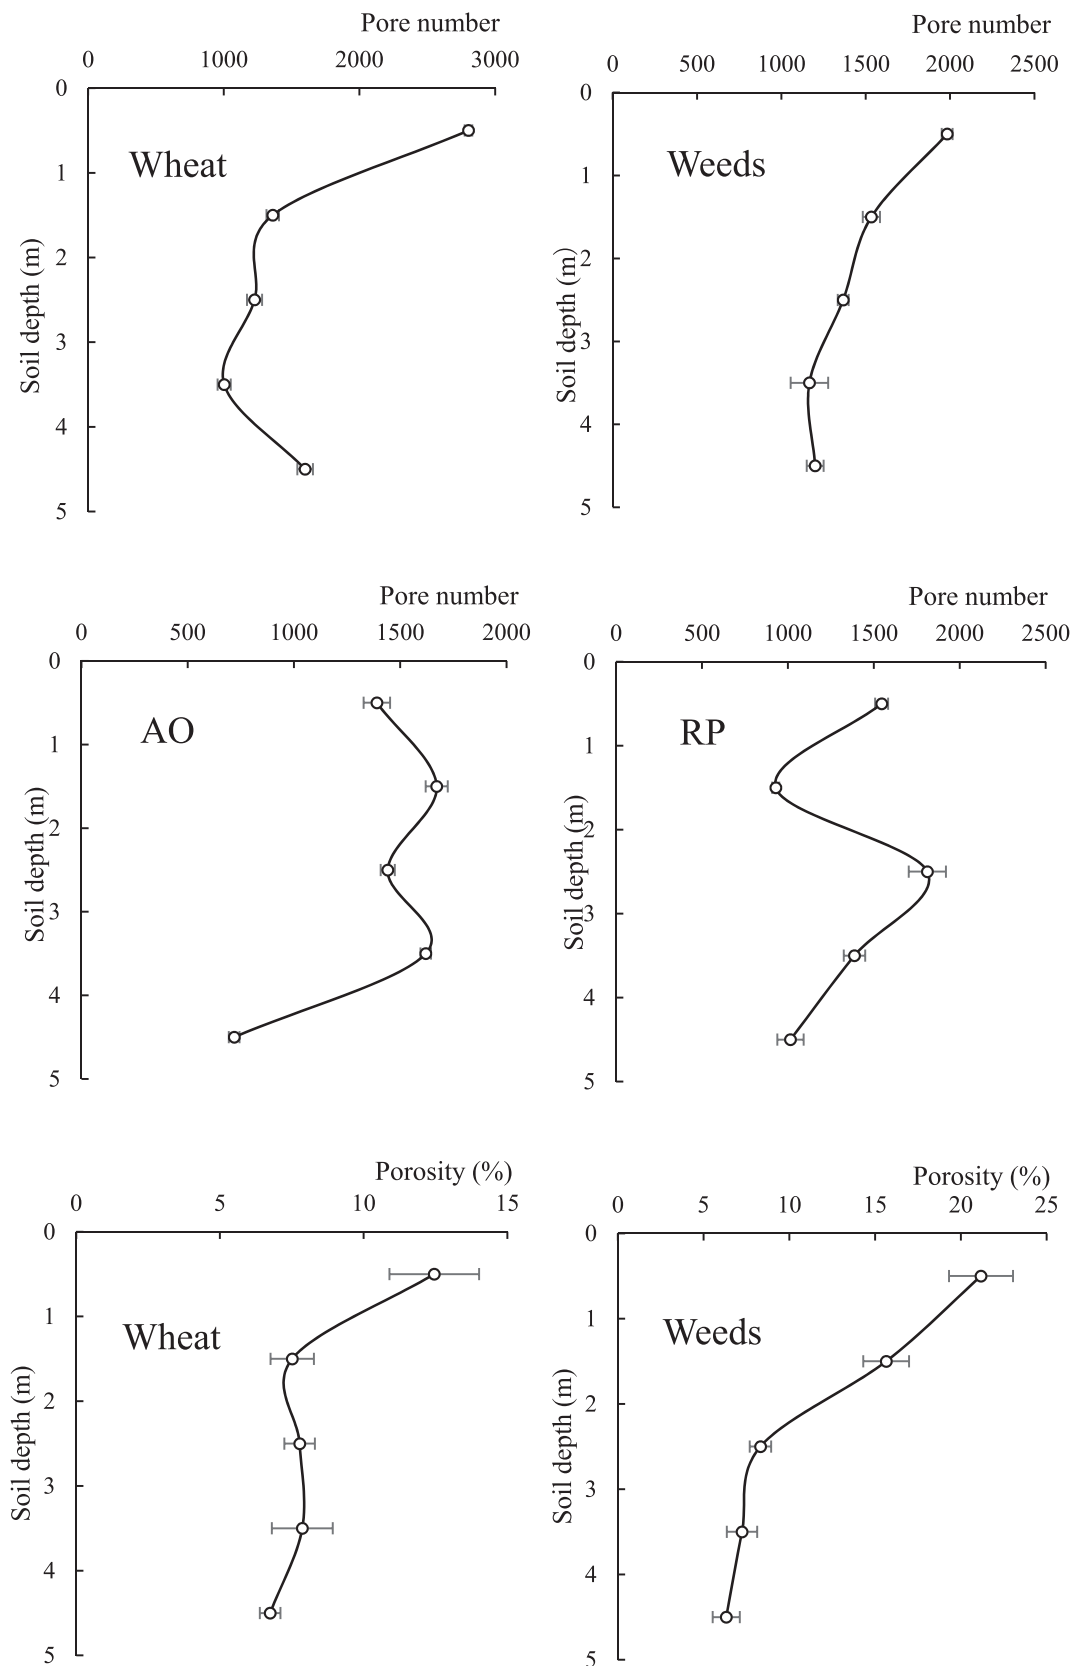 Pore number
0 1000 2000 3000
0
Wheat
1
2
3
4
5
Soil depth (m)
Pore number
0 500 1000 1500 2000 2500
0
Weeds
1
2
3
4
5
Soil depth (m)
Pore number
0 500 1000 1500 2000
0
AO
1
2
3
4
5
Soil depth (m)
Pore number
0 500 1000 1500 2000 2500
0
RP
1
2
3
4
5
Soil depth (m)
Porosity (%)
0 5 10 15
0
Wheat
1
2
3
4
5
Soil depth (m)
Porosity (%)
0 5 10 15 20 25
0
Weeds
1
2
3
4
5
Soil depth (m)